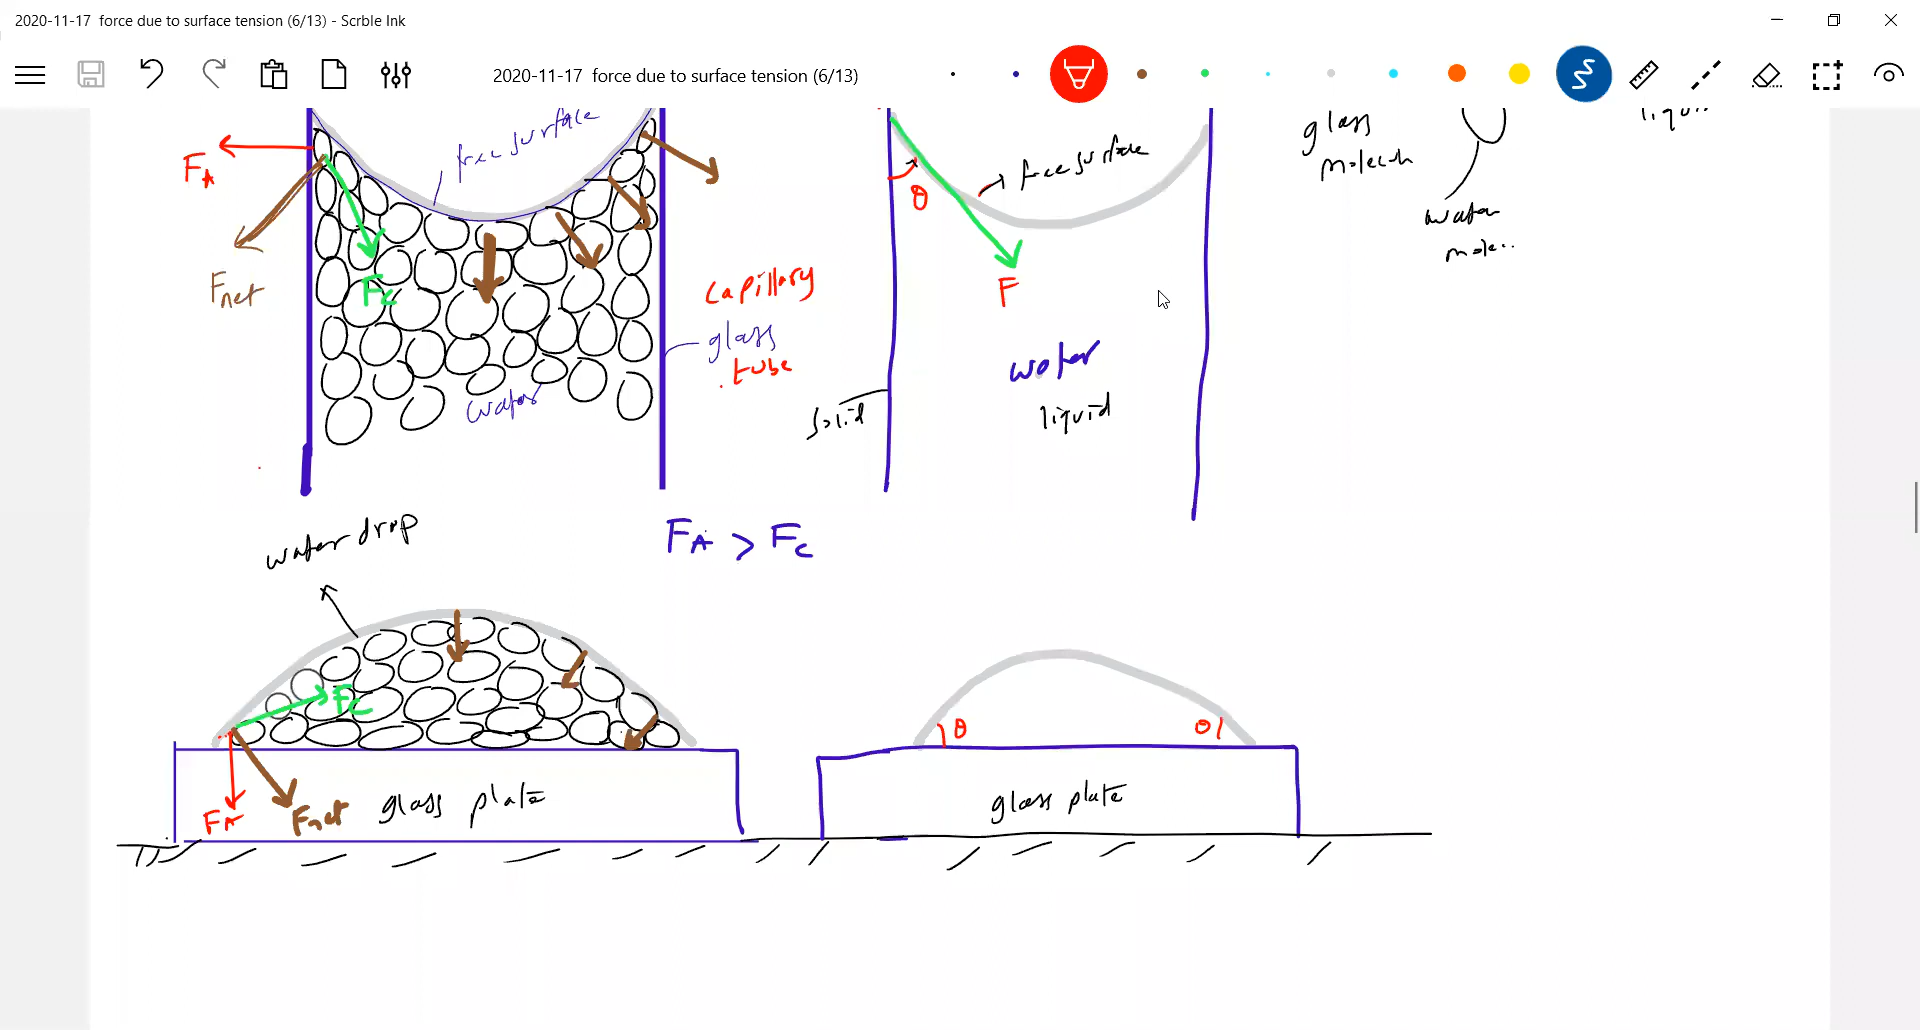 2020-11-17 force due to surface tension (6/13) - Scrble Ink
2020-11-17 force due to surface tension (6/13)
free surface
FA
Fnet
Fc
water
Capillary
glass
tube
θ
free surface
F
water
liquid
solid
glass
water
FA > Fc
water drop
Fc
FA
Fnet
glass plate
θ
θ
glass plate